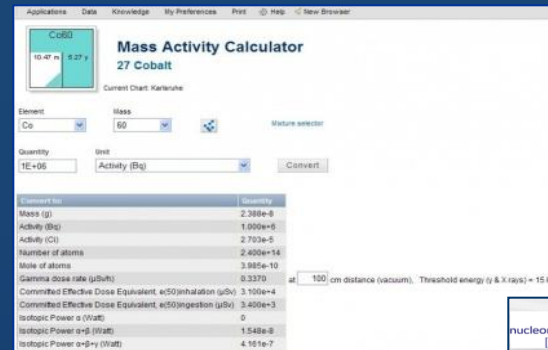 Applications Data Knowledge My Preferences Print Help New Browser
Co60
10.47 m 5.27 y
Mass Activity Calculator
27 Cobalt
Current Chart: Karlsruhe
Element Mass
Co 60 Mixture selector
Quantity Unit
1E+06 Activity (Bq) Convert
Convert to: Quantity
Mass (g) 2.388e-8
Activity (Bq) 1.000e+6
Activity (Ci) 2.703e-5
Number of atoms 2.400e+14
Mole of atoms 3.985e-10
Gamma dose rate (µSv/h) 0.3370 at 100 cm distance (vacuum), Threshold energy (γ & X rays) = 15.
Committed Effective Dose Equivalent, e(50)inhalation (µSv) 3.100e+4
Committed Effective Dose Equivalent, e(50)ingestion (µSv) 3.400e+3
Isotopic Power α (Watt) 0
Isotopic Power α+β (Watt) 1.548e-8
Isotopic Power α+β+γ (Watt) 4.161e-7
nucleon